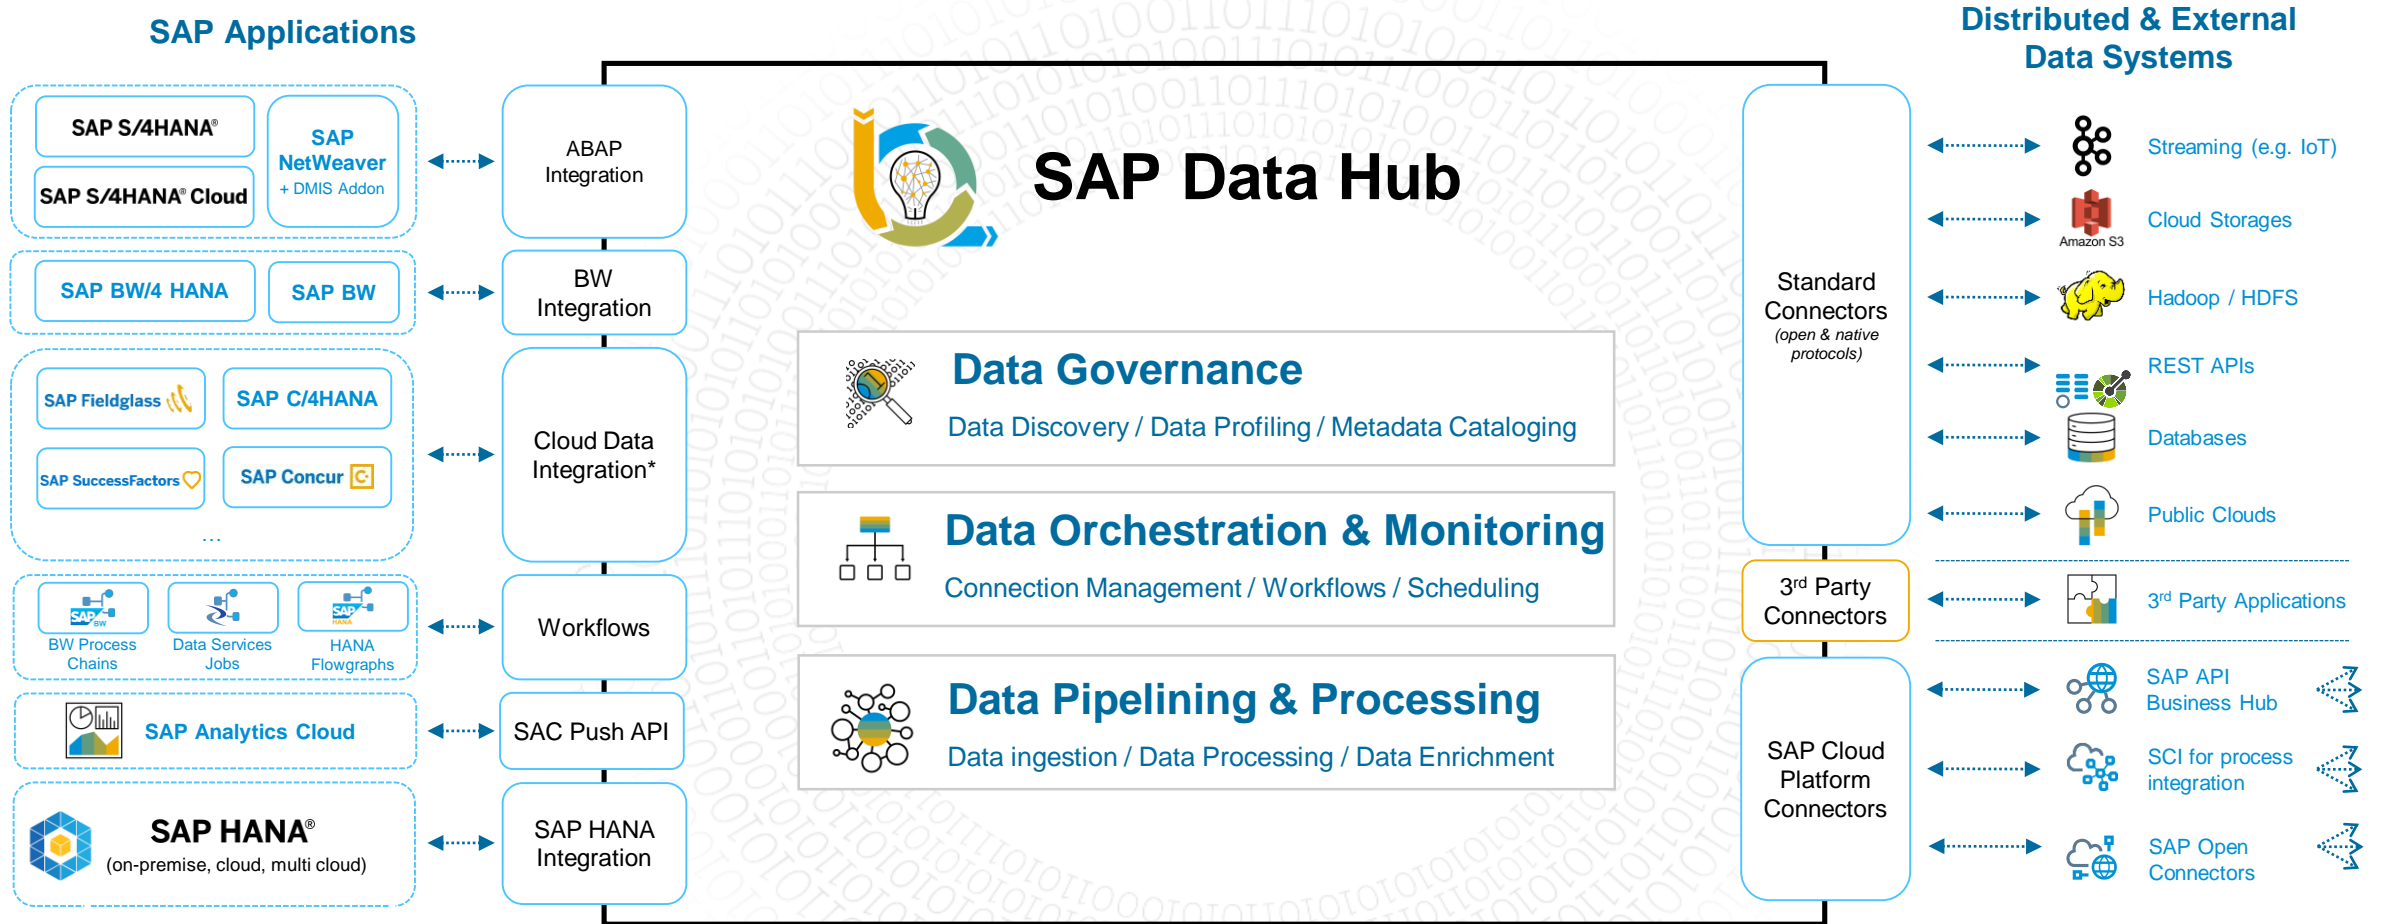 SAP Applications
SAP S/4HANA®
SAP S/4HANA® Cloud
SAP
NetWeaver
+ DMIS Addon
ABAP
Integration
SAP BW/4 HANA
SAP BW
BW
Integration
SAP Fieldglass
SAP C/4HANA
SAP SuccessFactors
SAP Concur C·
...
Cloud Data
Integration*
SAP BW
BW Process
Chains
Data Services
Jobs
SAP HANA
HANA
Flowgraphs
Workflows
SAP Analytics Cloud
SAC Push API
SAP HANA®
(on-premise, cloud, multi cloud)
SAP HANA
Integration
SAP Data Hub
Data Governance
Data Discovery / Data Profiling / Metadata Cataloging
Data Orchestration & Monitoring
Connection Management / Workflows / Scheduling
Data Pipelining & Processing
Data ingestion / Data Processing / Data Enrichment
Distributed & External
Data Systems
Standard
Connectors
(open & native
protocols)
Streaming (e.g. IoT)
Amazon S3
Cloud Storages
Hadoop / HDFS
REST APIs
Databases
Public Clouds
3rd Party
Connectors
3rd Party Applications
SAP Cloud
Platform
Connectors
SAP API
Business Hub
SCI for process
integration
SAP Open
Connectors